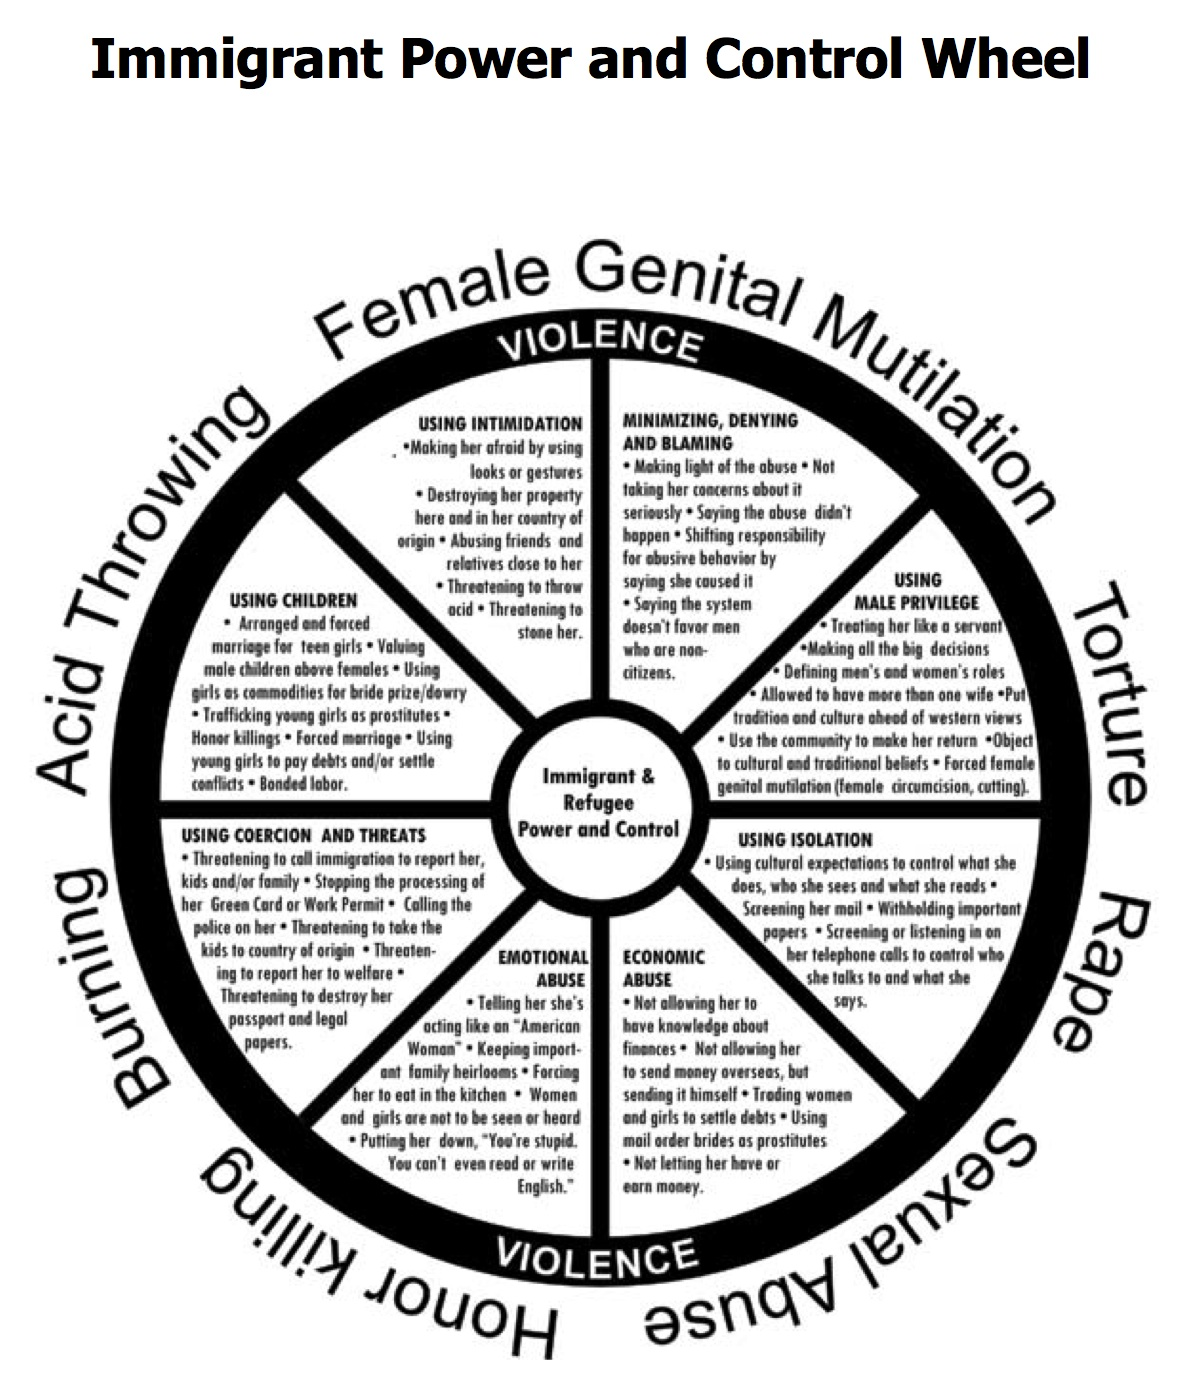 Immigrant Power and Control Wheel
Female Genital Mutilation
Torture
Rape
Sexual Abuse
Honor Killing
Burning
Acid Throwing
VIOLENCE
USING INTIMIDATION
•Making her afraid by using
looks or gestures
• Destroying her property
here and in her country of
origin • Abusing friends and
relatives close to her
• Threatening to throw
acid • Threatening to
stone her.
MINIMIZING, DENYING
AND BLAMING
• Making light of the abuse • Not
taking her concerns about it
seriously • Saying the abuse didn't
happen • Shifting responsibility
for abusive behavior by
saying she caused it
• Saying the system
doesn't favor men
who are non-
citizens.
USING
MALE PRIVILEGE
• Treating her like a servant
•Making all the big decisions
• Defining men's and women's roles
• Allowed to have more than one wife •Put
tradition and culture ahead of western views
• Use the community to make her return •Object
to cultural and traditional beliefs • Forced female
genital mutilation (female circumcision, cutting).
USING ISOLATION
• Using cultural expectations to control what she
does, who she sees and what she reads •
Screening her mail • Withholding important
papers • Screening or listening in on
her telephone calls to control who
she talks to and what she
says.
ECONOMIC
ABUSE
• Not allowing her to
have knowledge about
finances • Not allowing her
to send money overseas, but
sending it himself • Trading women
and girls to settle debts • Using
mail order brides as prostitutes
• Not letting her have or
earn money.
EMOTIONAL
ABUSE
• Telling her she's
acting like an "American
Woman" • Keeping import-
ant family heirlooms • Forcing
her to eat in the kitchen • Women
and girls are not to be seen or heard
• Putting her down, "You're stupid.
You can't even read or write
English."
USING COERCION AND THREATS
• Threatening to call immigration to report her,
kids and/or family • Stopping the processing of
her Green Card or Work Permit • Calling the
police on her • Threatening to take the
kids to country of origin • Threaten-
ing to report her to welfare •
Threatening to destroy her
passport and legal
papers.
USING CHILDREN
• Arranged and forced
marriage for teen girls • Valuing
male children above females • Using
girls as commodities for bride prize/dowry
• Trafficking young girls as prostitutes •
Honor killings • Forced marriage • Using
young girls to pay debts and/or settle
conflicts • Bonded labor.
Immigrant &
Refugee
Power and Control
VIOLENCE